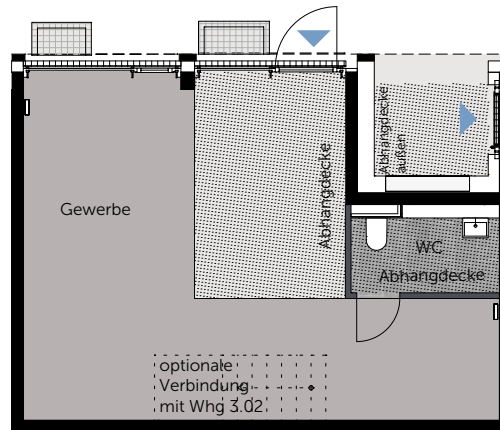 Gewerbe
Abhangdecke
Abhangdecke
außen
WC
Abhangdecke
optionale
Verbindung
mit Whg 3.02